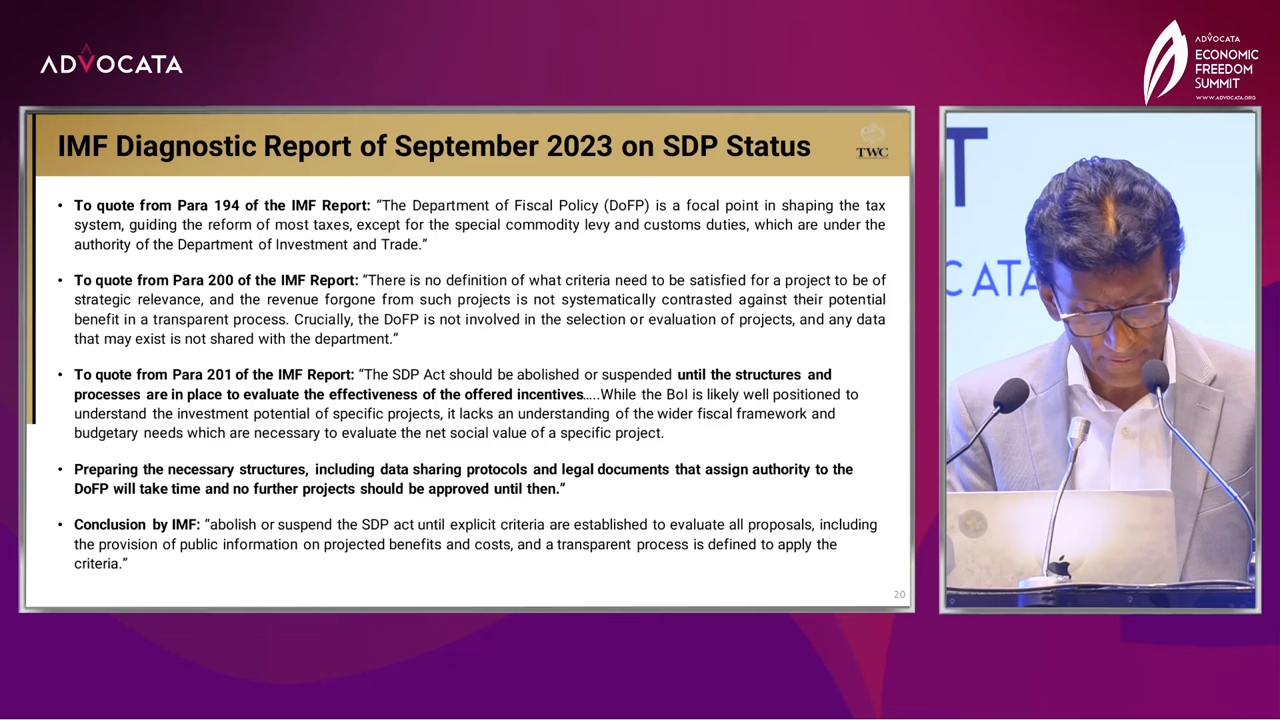 ADVOCATA
ADVOCATA
ECONOMIC
FREEDOM
SUMMIT
WWW.ADVOCATA.ORG
IMF Diagnostic Report of September 2023 on SDP Status
TWC
• To quote from Para 194 of the IMF Report: “The Department of Fiscal Policy (DoFP) is a focal point in shaping the tax
system, guiding the reform of most taxes, except for the special commodity levy and customs duties, which are under the
authority of the Department of Investment and Trade.”
• To quote from Para 200 of the IMF Report: “There is no definition of what criteria need to be satisfied for a project to be of
strategic relevance, and the revenue forgone from such projects is not systematically contrasted against their potential
benefit in a transparent process. Crucially, the DoFP is not involved in the selection or evaluation of projects, and any data
that may exist is not shared with the department.”
• To quote from Para 201 of the IMF Report: “The SDP Act should be abolished or suspended until the structures and
processes are in place to evaluate the effectiveness of the offered incentives.....While the BoI is likely well positioned to
understand the investment potential of specific projects, it lacks an understanding of the wider fiscal framework and
budgetary needs which are necessary to evaluate the net social value of a specific project.
• Preparing the necessary structures, including data sharing protocols and legal documents that assign authority to the
DoFP will take time and no further projects should be approved until then.”
• Conclusion by IMF: “abolish or suspend the SDP act until explicit criteria are established to evaluate all proposals, including
the provision of public information on projected benefits and costs, and a transparent process is defined to apply the
criteria.”
20
T
CATA